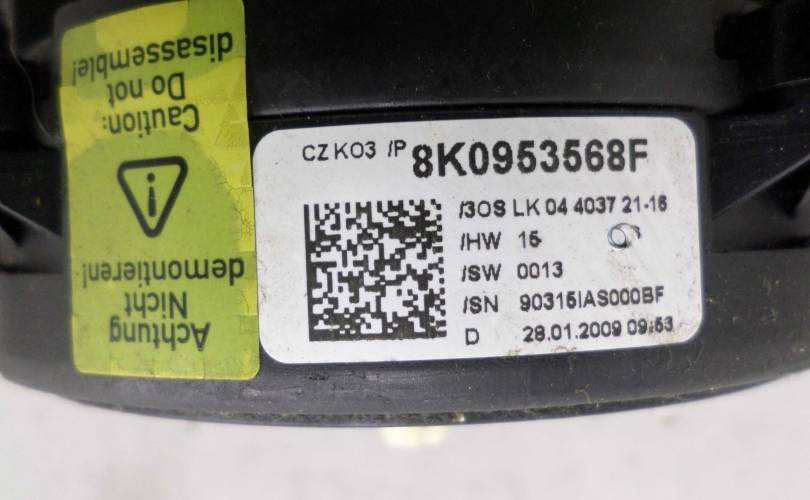 Achtung
Nicht
demontieren!
Caution:
Do not
disassemble!
CZ K03 /P 8K0953568F
/3OS LK 04 4037 21-16
/HW 15
/SW 0013
/SN 90315IAS000BF
D 28.01.2009 09:53